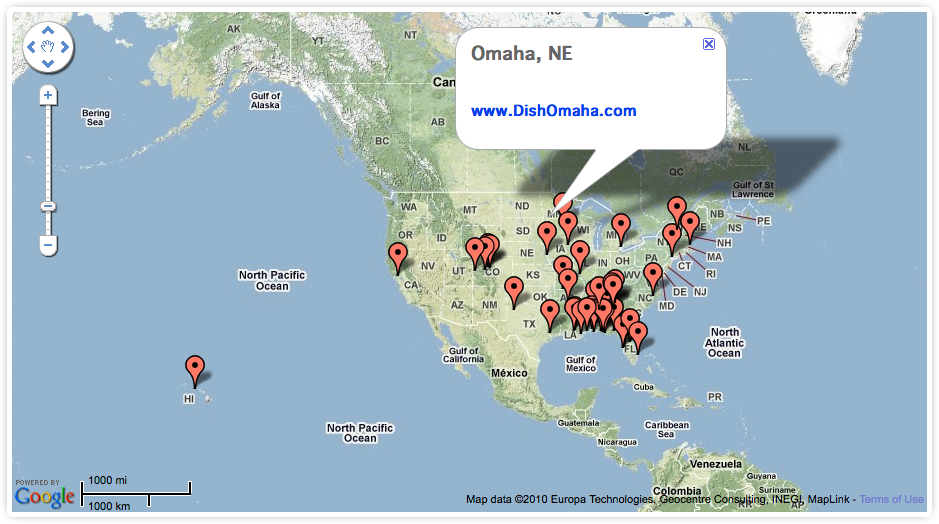 Greenland
AK
YT
NT
Omaha, NE
Can
www.DishOmaha.com
Gulf of
Alaska
Bering
Sea
AB
BC
NL
QC
Gulf of St
Lawrence
WA
MT
ND
MN
NB
PE
OR
ID
SD
WI
MI
NS
NV
UT
CO
NE
IA
IN
OH
PA
NH
MA
CT
RI
North Pacific
Ocean
CA
KS
WV
NJ
DE
MD
AZ
NM
OK
NC
TX
LA
North
Atlantic
Ocean
Gulf of
California
Gulf of
Mexico
FL
México
HI
Cuba
PR
North Pacific
Ocean
Guatemala
Caribbean
Sea
Nicaragua
Venezuela
Guyana
Suriname
Colombia
RR
AP
POWERED BY
Google
1000 mi
1000 km
Map data ©2010 Europa Technologies, Geocentre Consulting, INEGI, MapLink - Terms of Use